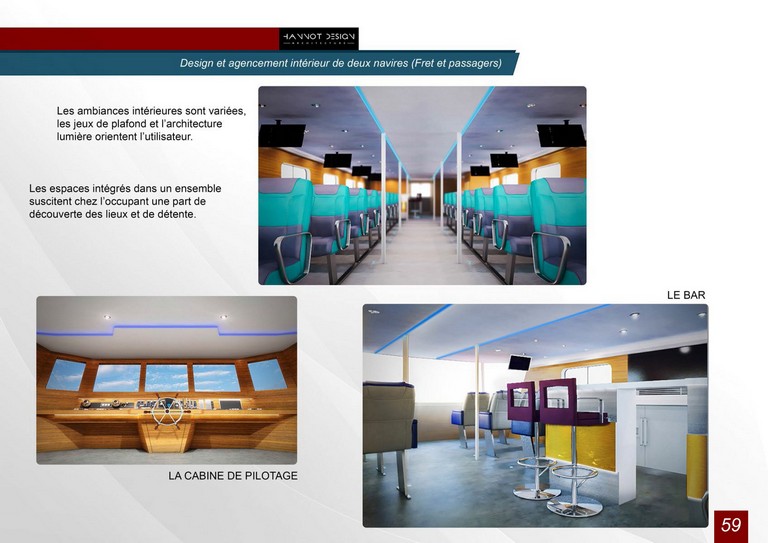 HANNOT DESIGN
ARCHITECTURE
Design et agencement intérieur de deux navires (Fret et passagers)
Les ambiances intérieures sont variées,
les jeux de plafond et l’architecture
lumière orientent l’utilisateur.
Les espaces intégrés dans un ensemble
suscitent chez l’occupant une part de
découverte des lieux et de détente.
LE BAR
LA CABINE DE PILOTAGE
59